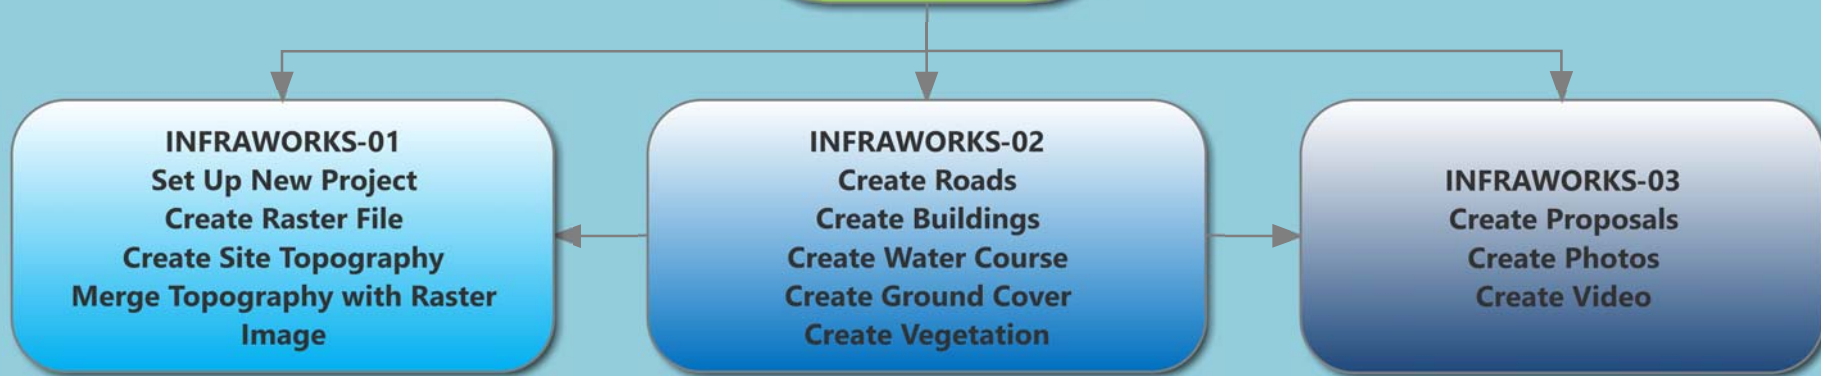 INFRAWORKS-01
Set Up New Project
Create Raster File
Create Site Topography
Merge Topography with Raster
Image
INFRAWORKS-02
Create Roads
Create Buildings
Create Water Course
Create Ground Cover
Create Vegetation
INFRAWORKS-03
Create Proposals
Create Photos
Create Video